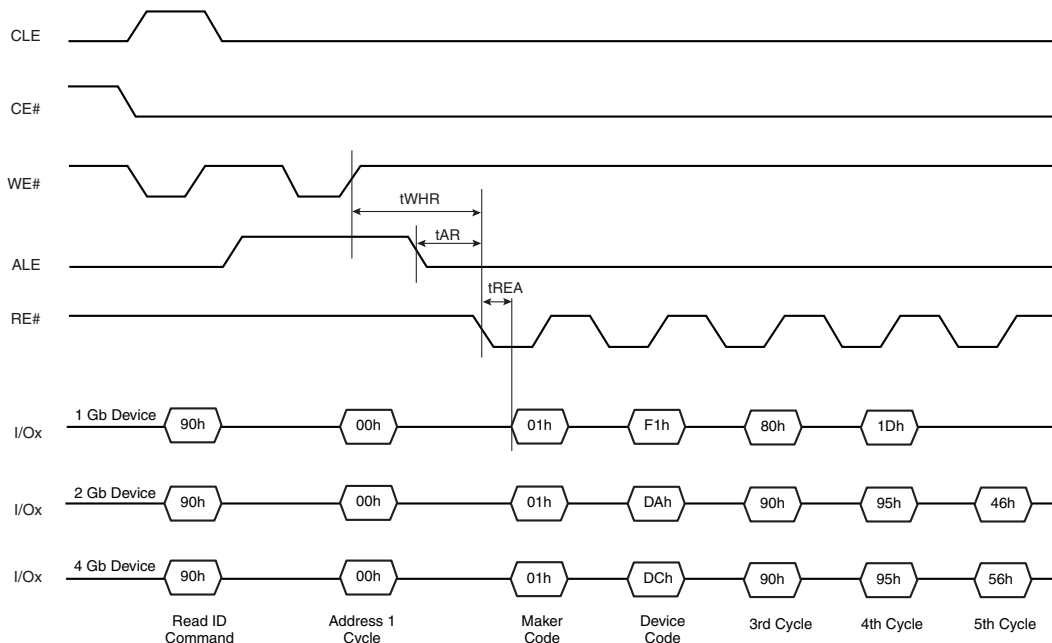 CLE
CE#
WE#
tWHR
tAR
ALE
tREA
RE#
I/Ox 1 Gb Device 90h 00h 01h F1h 80h 1Dh
I/Ox 2 Gb Device 90h 00h 01h DAh 90h 95h 46h
I/Ox 4 Gb Device 90h 00h 01h DCh 90h 95h 56h
Read ID Address 1 Maker Device 3rd Cycle 4th Cycle 5th Cycle
Command Cycle Code Code